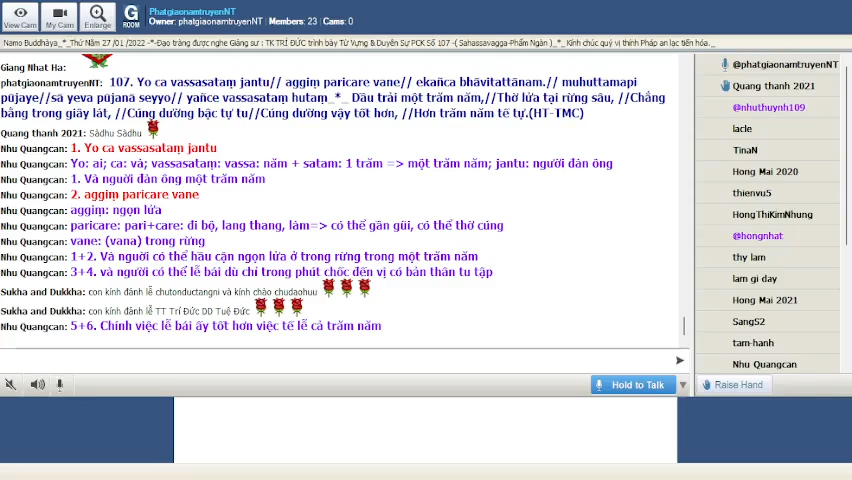 View Cam
My Cam
Enlarge
G
ROOM
PhatgiaonamtruyenNT
Owner: phatgiaonamtruyenNT | Members: 23 | Cams: 0
Namo Buddhàya_*_Thứ Năm 27 /01 /2022 -*-Đạo tràng được nghe Giảng sư : TK TRÍ ĐỨC trình bày Từ Vựng & Duyên Sự PCK Số 107 -( Sahassavagga-Phẩm Ngàn )_*_ Kính chúc quý vị thính Pháp an lạc tiến hóa._
Giang Nhat Ha:
phatgiaonamtruyenNT: 107. Yo ca vassasataṃ jantu// aggiṃ paricare vane// ekañca bhāvitattānam.// muhuttamapi
pūjaye//sā yeva pūjanā seyyo// yañce vassasataṃ hutaṃ_*_ Dầu trải một trăm năm,//Thờ lửa tại rừng sâu, //Chẳng
bằng trong giây lát, //Cúng dường bậc tự tu//Cúng dường vậy tốt hơn, //Hơn trăm năm tế tự.(HT-TMC)
Quang thanh 2021: Sàdhu Sàdhu
Nhu Quangcan: 1. Yo ca vassasataṃ jantu
Nhu Quangcan: Yo: ai; ca: và; vassasataṃ: vassa: năm + satam: 1 trăm => một trăm năm; jantu: người đàn ông
Nhu Quangcan: 1. Và người đàn ông một trăm năm
Nhu Quangcan: 2. aggiṃ paricare vane
Nhu Quangcan: aggiṃ: ngọn lửa
Nhu Quangcan: paricare: pari+care: đi bộ, lang thang, làm=> có thể gần gũi, có thể thờ cúng
Nhu Quangcan: vane: (vana) trong rừng
Nhu Quangcan: 1+2. Và người có thể hầu cận ngọn lửa ở trong rừng trong một trăm năm
Nhu Quangcan: 3+4. và người có thể lễ bái dù chỉ trong phút chốc đến vị có bản thân tu tập
Sukha and Dukkha: con kính đảnh lễ chutonductangni và kính chào chudaohuu
Sukha and Dukkha: con kính đảnh lễ TT Trí Đức DD Tuệ Đức
Nhu Quangcan: 5+6. Chính việc lễ bái ấy tốt hơn việc tế lễ cả trăm năm
Hold to Talk
@phatgiaonamtruyenNT
Quang thanh 2021
@nhuthuynh109
lacle
TinaN
Hong Mai 2020
thienvu5
HongThiKimNhung
@hongnhat
thy lam
lam gi day
Hong Mai 2021
SangS2
tam-hanh
Nhu Quangcan
Raise Hand